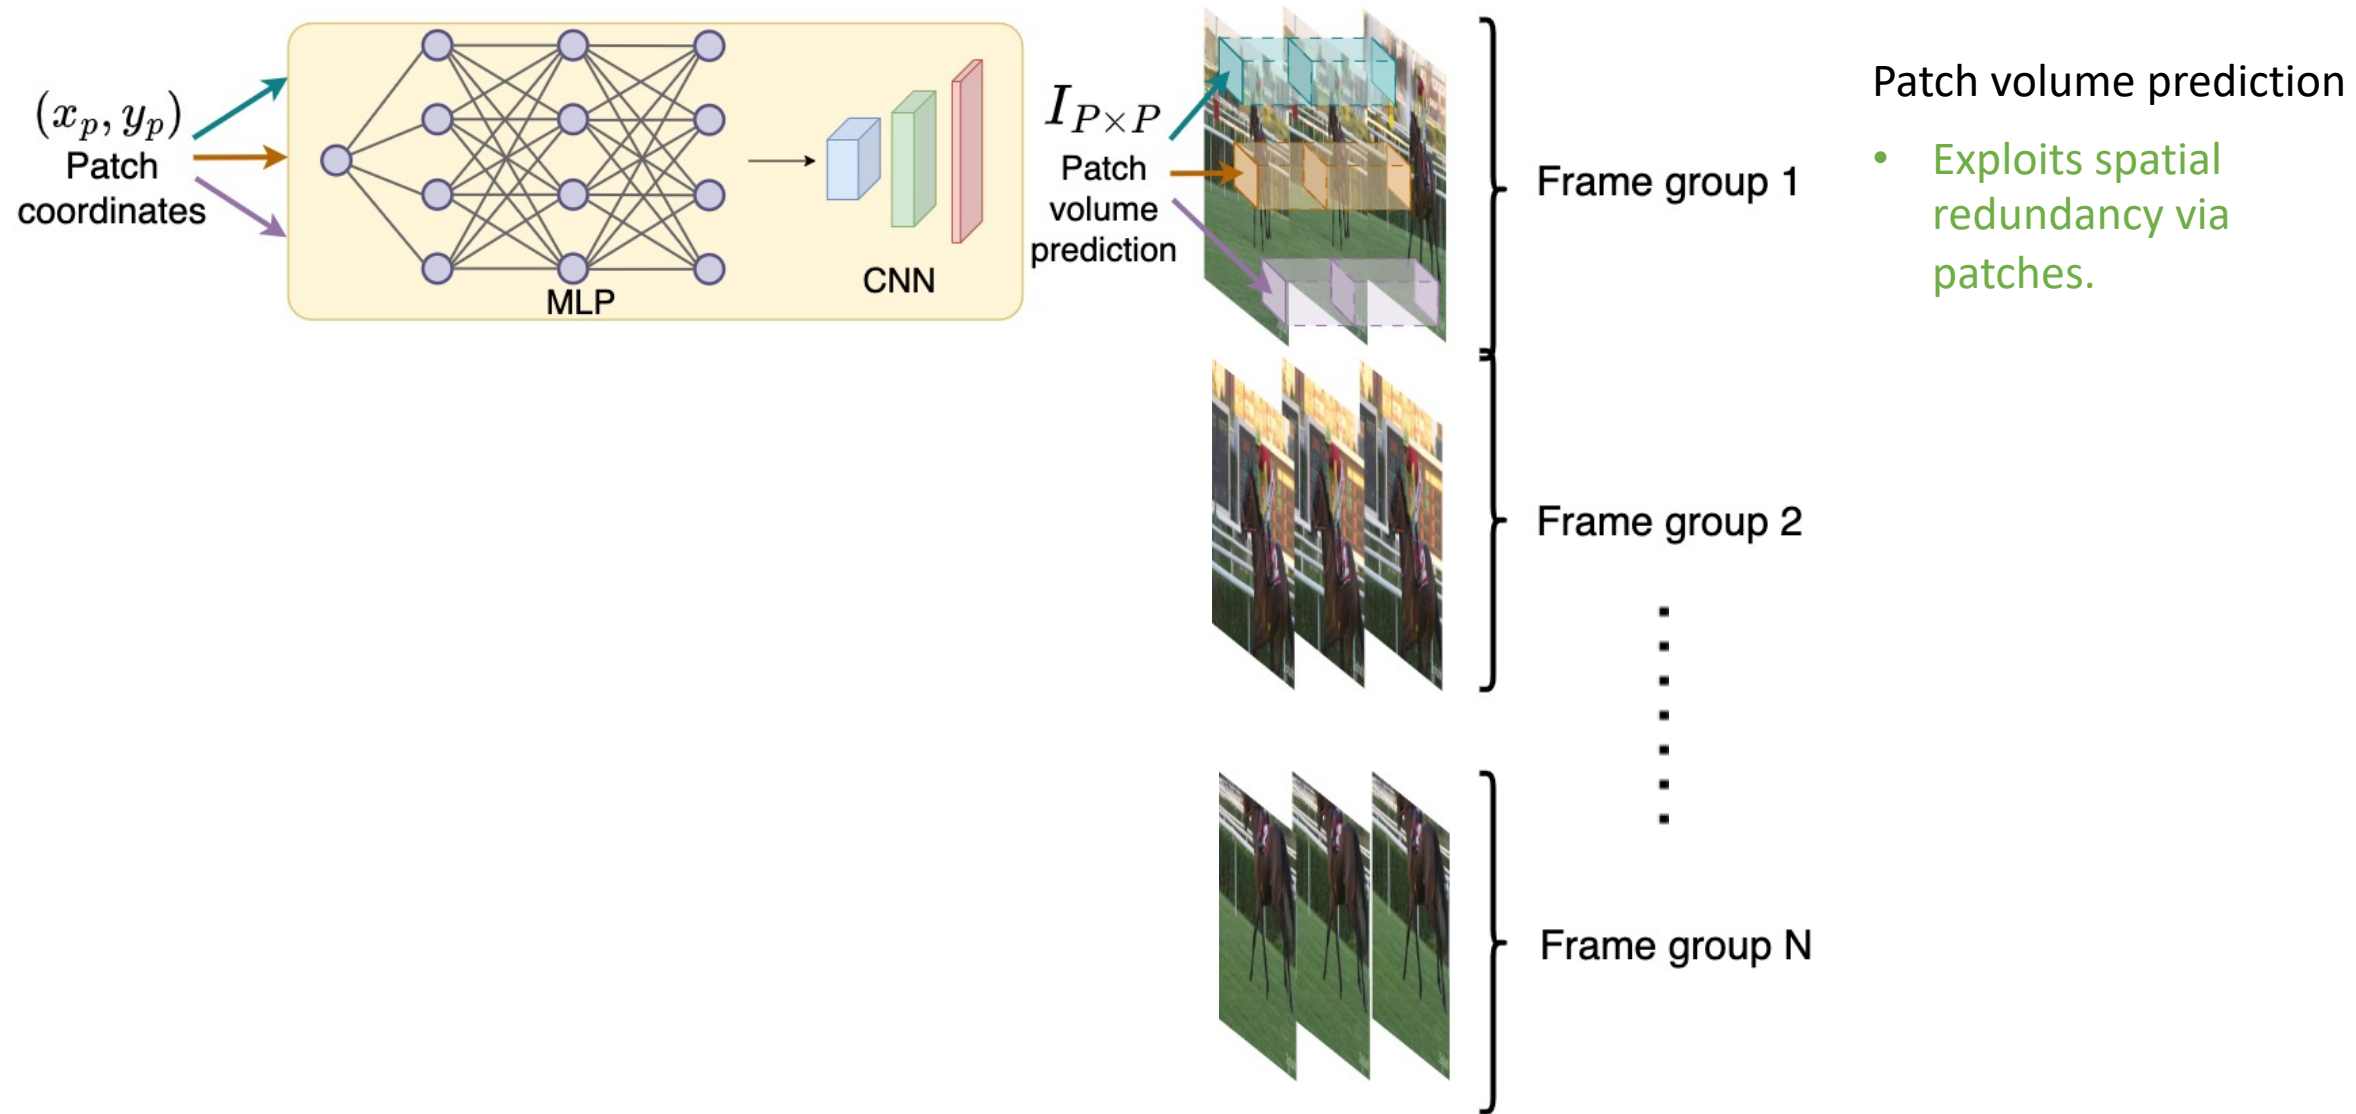 (x_p, y_p)
Patch
coordinates
MLP
CNN
I_{P×P}
Patch
volume
prediction
Frame group 1
Frame group 2
Frame group N
Patch volume prediction
• Exploits spatial
redundancy via
patches.